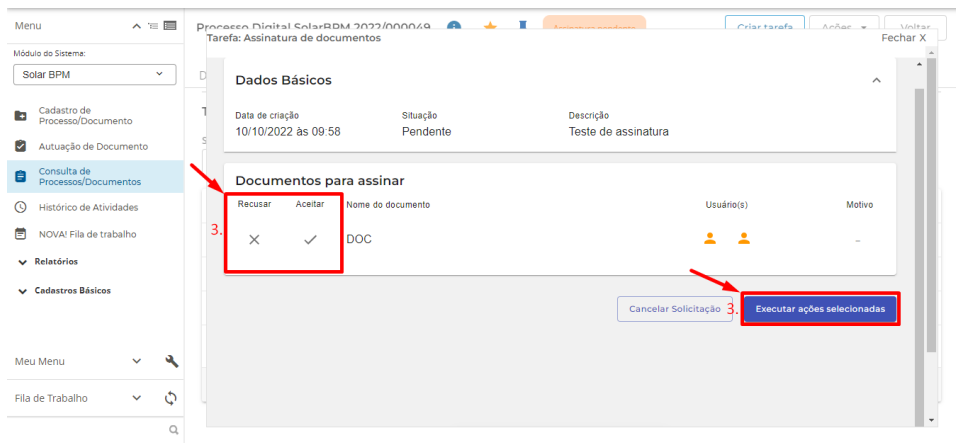 Menu
Processo Digital SolarBPM 2022/000049
Assinatura pendente
Criar tarefa
Ações
Voltar
Tarefa: Assinatura de documentos
Fechar X
Módulo do Sistema:
Solar BPM
Cadastro de
Processo/Documento
Autuação de Documento
Consulta de
Processos/Documentos
Histórico de Atividades
NOVA! Fila de trabalho
Relatórios
Cadastros Básicos
Meu Menu
Fila de Trabalho
Dados Básicos
Data de criação
Situação
Descrição
10/10/2022 às 09:58
Pendente
Teste de assinatura
Documentos para assinar
Recusar
Aceitar
Nome do documento
Usuário(s)
Motivo
3.
DOC
–
Cancelar Solicitação
3.
Executar ações selecionadas